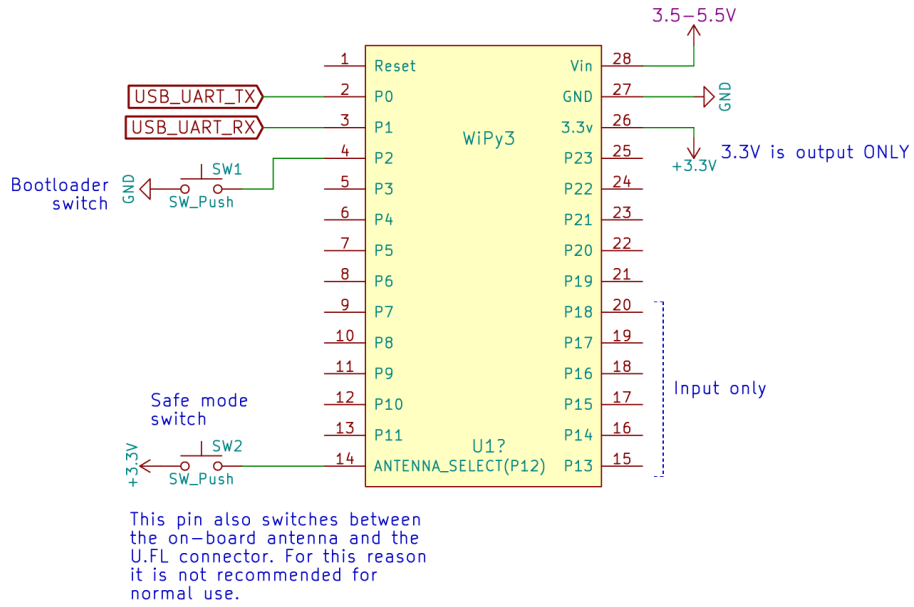 3.5-5.5V
1 Reset Vin 28
USB_UART_TX 2 P0 GND 27 GND
USB_UART_RX 3 P1 WiPy3 3.3v 26
+3.3V 3.3V is output ONLY
Bootloader
switch
GND SW1 SW_Push 4 P2 P23 25
5 P3 P22 24
6 P4 P21 23
7 P5 P20 22
8 P6 P19 21
9 P7 P18 20
10 P8 P17 19
11 P9 P16 18
Input only
12 P10 P15 17
13 P11 P14 16
Safe mode
switch
U1?
+3.3V SW2 SW_Push 14 ANTENNA_SELECT(P12) P13 15
This pin also switches between
the on-board antenna and the
U.FL connector. For this reason
it is not recommended for
normal use.